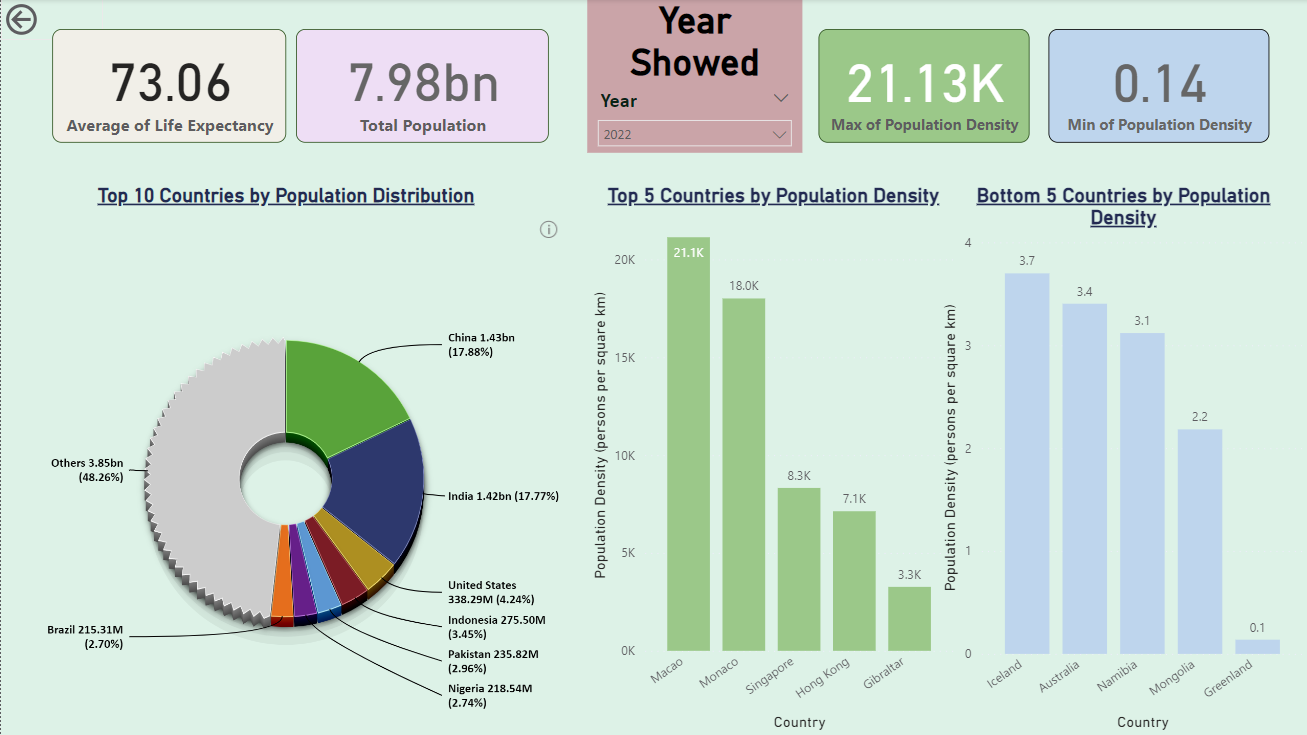 73.06
Average of Life Expectancy
7.98bn
Total Population
Year
Showed
Year
2022
21.13K
Max of Population Density
0.14
Min of Population Density
Top 10 Countries by Population Distribution
China 1.43bn
(17.88%)
India 1.42bn (17.77%)
United States
338.29M (4.24%)
Indonesia 275.50M
(3.45%)
Pakistan 235.82M
(2.96%)
Nigeria 218.54M
(2.74%)
Brazil 215.31M
(2.70%)
Others 3.85bn
(48.26%)
Top 5 Countries by Population Density
Population Density (persons per square km)
20K
15K
10K
5K
0K
21.1K
18.0K
8.3K
7.1K
3.3K
Macao
Monaco
Singapore
Hong Kong
Gibraltar
Country
Bottom 5 Countries by Population
Density
Population Density (persons per square km)
4
3
2
1
0
3.7
3.4
3.1
2.2
0.1
Iceland
Australia
Namibia
Mongolia
Greenland
Country